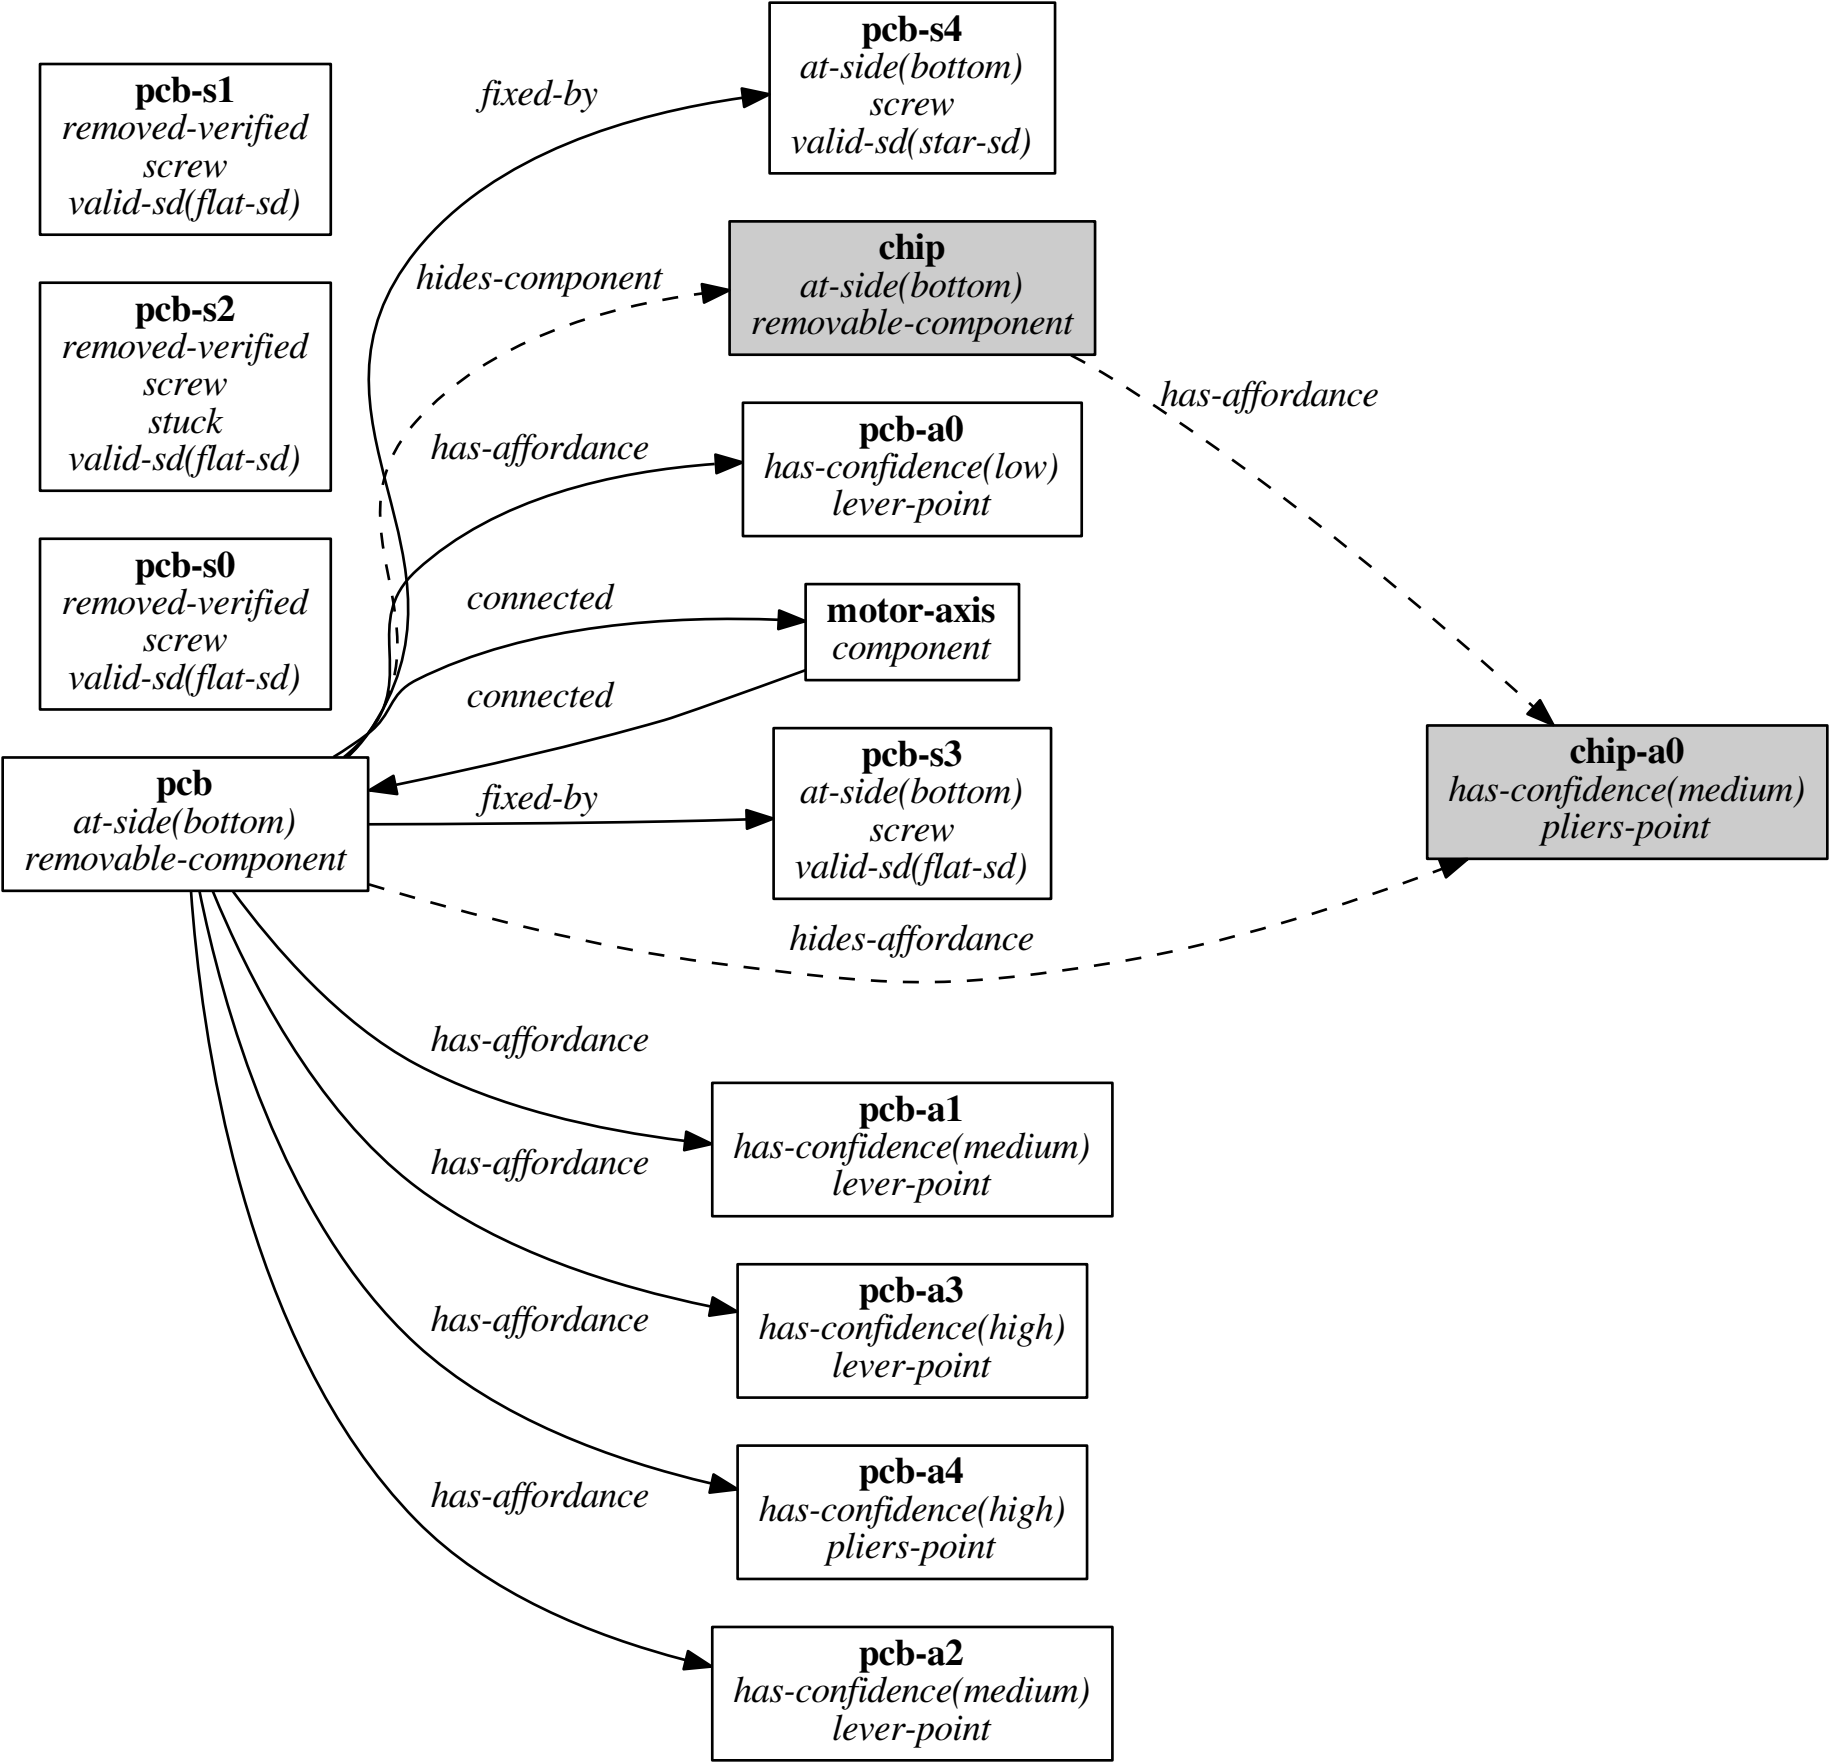 pcb-s1
removed-verified
screw
valid-sd(flat-sd)
pcb-s2
removed-verified
screw
stuck
valid-sd(flat-sd)
pcb-s0
removed-verified
screw
valid-sd(flat-sd)
pcb
at-side(bottom)
removable-component
fixed-by
hides-component
has-affordance
connected
connected
fixed-by
hides-affordance
has-affordance
has-affordance
has-affordance
has-affordance
pcb-s4
at-side(bottom)
screw
valid-sd(star-sd)
chip
at-side(bottom)
removable-component
pcb-a0
has-confidence(low)
lever-point
motor-axis
component
pcb-s3
at-side(bottom)
screw
valid-sd(flat-sd)
pcb-a1
has-confidence(medium)
lever-point
pcb-a3
has-confidence(high)
lever-point
pcb-a4
has-confidence(high)
pliers-point
pcb-a2
has-confidence(medium)
lever-point
has-affordance
chip-a0
has-confidence(medium)
pliers-point